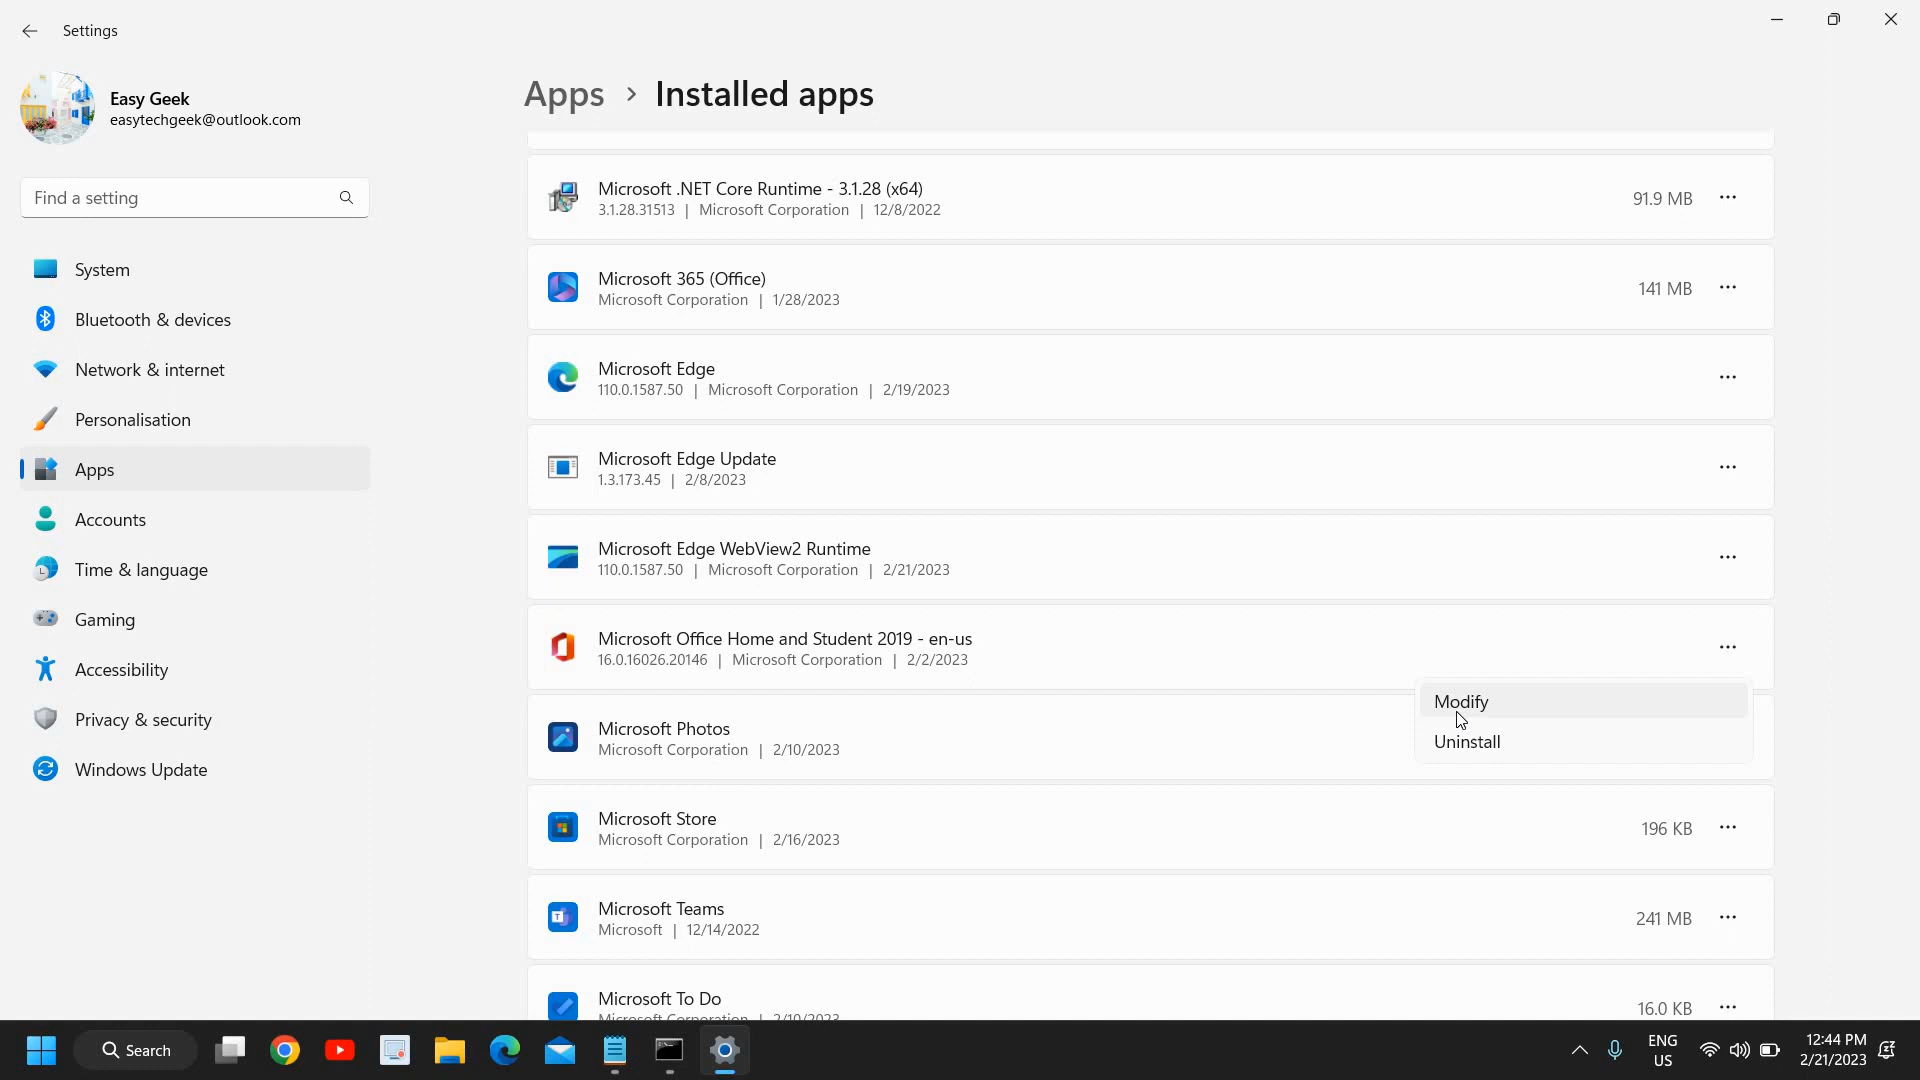 Settings
Easy Geek
easytechgeek@outlook.com
Find a setting
System
Bluetooth & devices
Network & internet
Personalisation
Apps
Accounts
Time & language
Gaming
Accessibility
Privacy & security
Windows Update
Apps > Installed apps
Microsoft .NET Core Runtime - 3.1.28 (x64)
3.1.28.31513 | Microsoft Corporation | 12/8/2022
91.9 MB
Microsoft 365 (Office)
Microsoft Corporation | 1/28/2023
141 MB
Microsoft Edge
110.0.1587.50 | Microsoft Corporation | 2/19/2023
Microsoft Edge Update
1.3.173.45 | 2/8/2023
Microsoft Edge WebView2 Runtime
110.0.1587.50 | Microsoft Corporation | 2/21/2023
Microsoft Office Home and Student 2019 - en-us
16.0.16026.20146 | Microsoft Corporation | 2/2/2023
Modify
Uninstall
Microsoft Photos
Microsoft Corporation | 2/10/2023
Microsoft Store
Microsoft Corporation | 2/16/2023
196 KB
Microsoft Teams
Microsoft | 12/14/2022
241 MB
Microsoft To Do
Microsoft Corporation | 2/10/2023
16.0 KB
Search
ENG
US
12:44 PM
2/21/2023